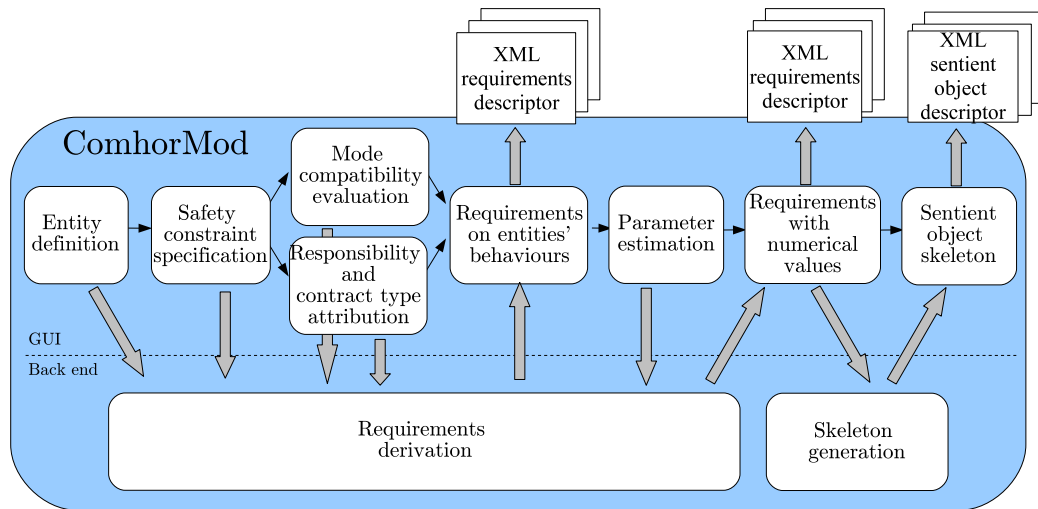 XML
requirements
descriptor
XML
requirements
descriptor
XML
sentient
object
descriptor
ComhorMod
Entity
definition
Safety
constraint
specification
Mode
compatibility
evaluation
Responsibility
and
contract type
attribution
Requirements
on entities'
behaviours
Parameter
estimation
Requirements
with
numerical
values
Sentient
object
skeleton
GUI
Back end
Requirements
derivation
Skeleton
generation